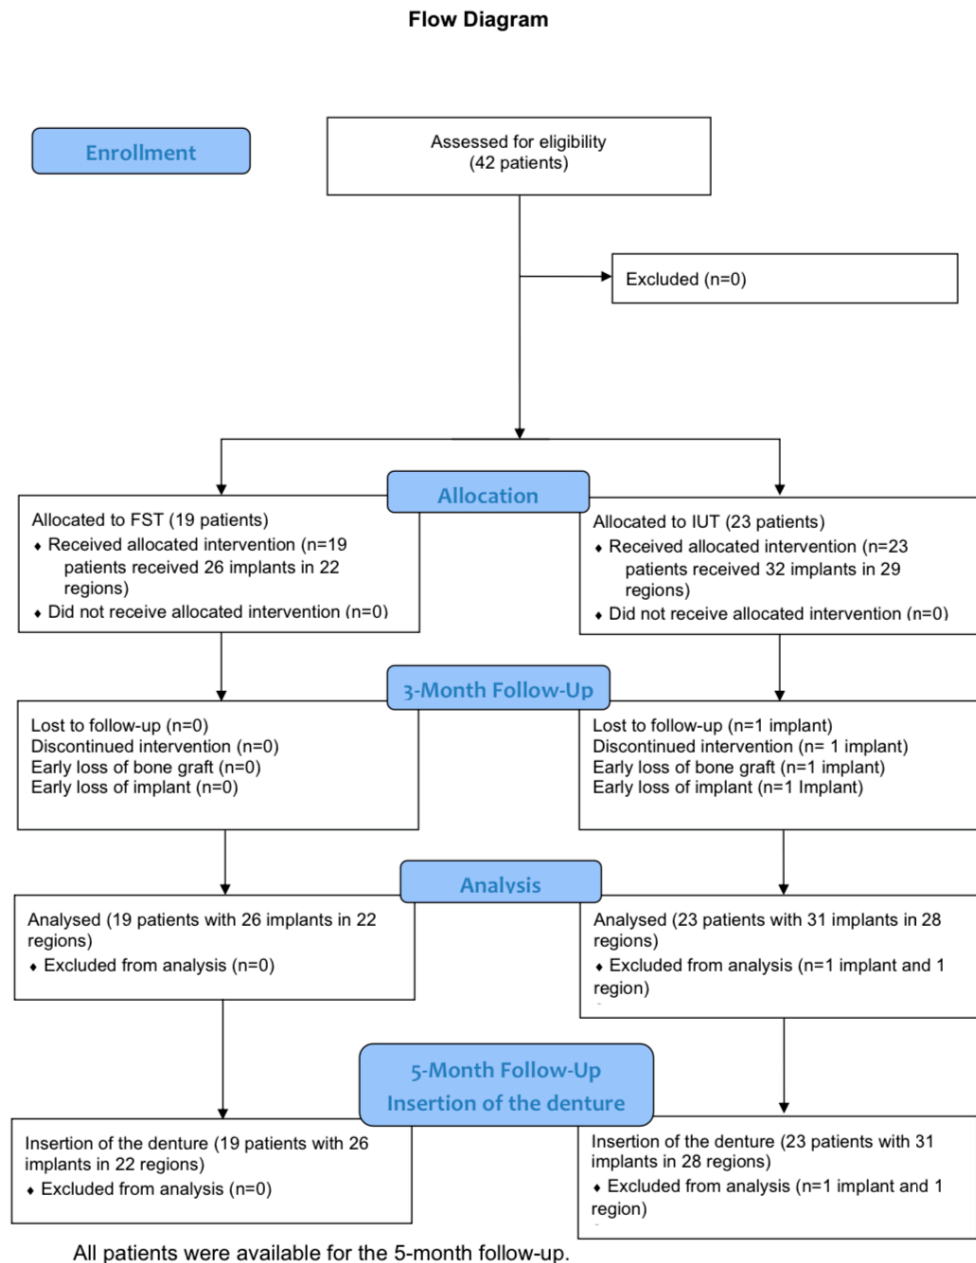 Flow Diagram
Enrollment
Assessed for eligibility
(42 patients)
Excluded (n=0)
Allocation
Allocated to FST (19 patients)
♦ Received allocated intervention (n=19
patients received 26 implants in 22
regions)
♦ Did not receive allocated intervention (n=0)
Allocated to IUT (23 patients)
♦ Received allocated intervention (n=23
patients received 32 implants in 29
regions)
♦ Did not receive allocated intervention (n=0)
3-Month Follow-Up
Lost to follow-up (n=0)
Discontinued intervention (n=0)
Early loss of bone graft (n=0)
Early loss of implant (n=0)
Lost to follow-up (n=1 implant)
Discontinued intervention (n= 1 implant)
Early loss of bone graft (n=1 implant)
Early loss of implant (n=1 Implant)
Analysis
Analysed (19 patients with 26 implants in 22
regions)
♦ Excluded from analysis (n=0)
Analysed (23 patients with 31 implants in 28
regions)
♦ Excluded from analysis (n=1 implant and 1
region)
5-Month Follow-Up
Insertion of the denture
Insertion of the denture (19 patients with 26
implants in 22 regions)
♦ Excluded from analysis (n=0)
Insertion of the denture (23 patients with 31
implants in 28 regions)
♦ Excluded from analysis (n=1 implant and 1
region)
All patients were available for the 5-month follow-up.